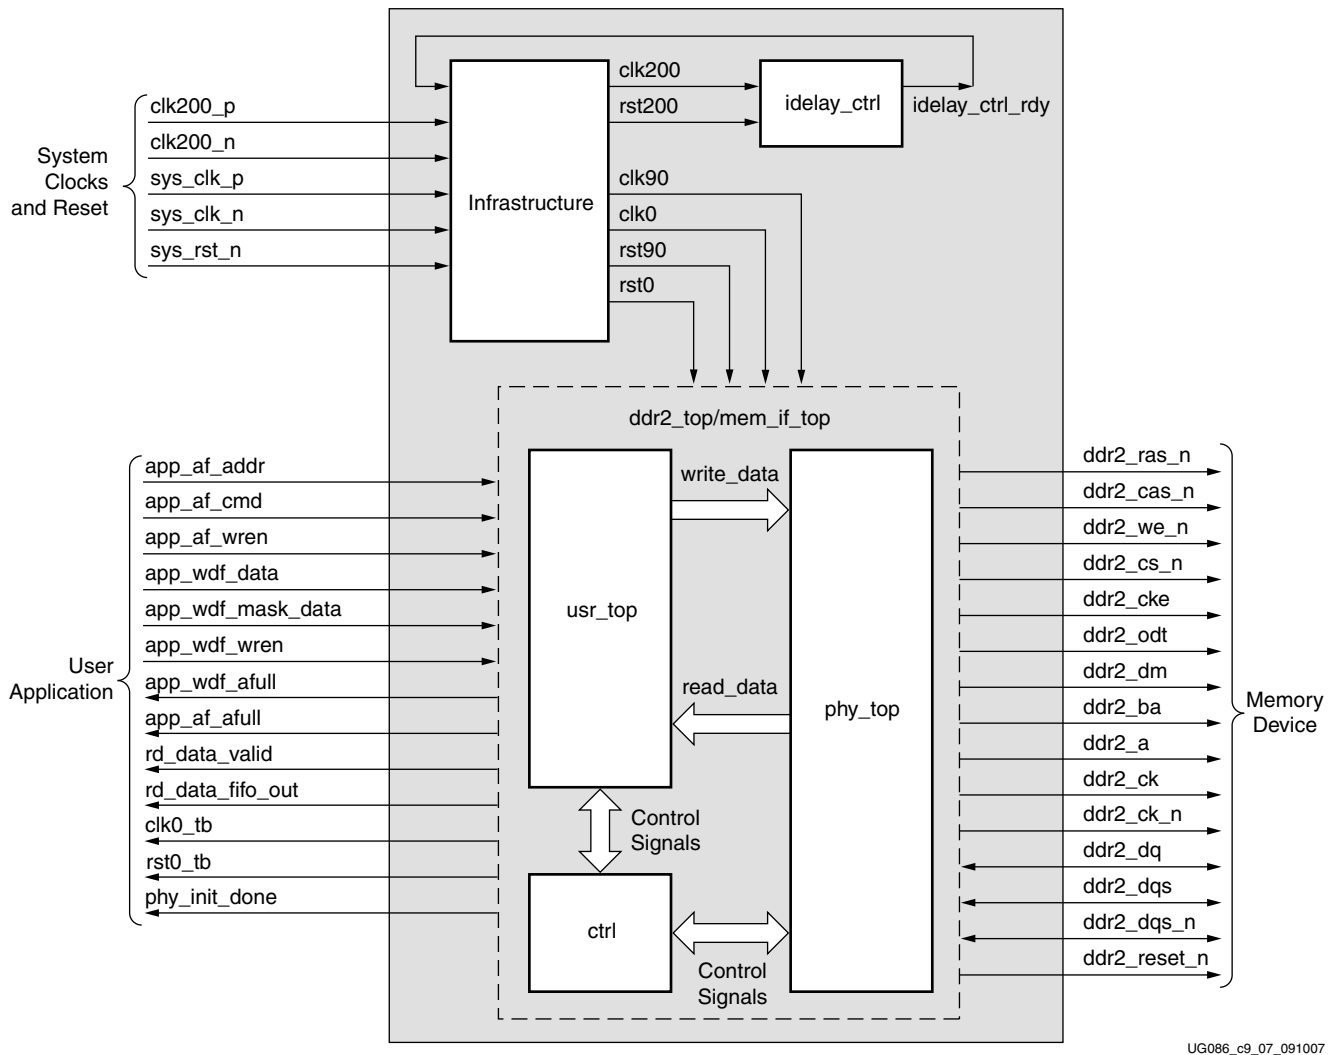 clk200
rst200
idelay_ctrl
idelay_ctrl_rdy
System
Clocks
and Reset
clk200_p
clk200_n
sys_clk_p
sys_clk_n
sys_rst_n
Infrastructure
clk90
clk0
rst90
rst0
ddr2_top/mem_if_top
User
Application
app_af_addr
app_af_cmd
app_af_wren
app_wdf_data
app_wdf_mask_data
app_wdf_wren
app_wdf_afull
app_af_afull
rd_data_valid
rd_data_fifo_out
clk0_tb
rst0_tb
phy_init_done
usr_top
write_data
read_data
phy_top
Control
Signals
ctrl
Control
Signals
ddr2_ras_n
ddr2_cas_n
ddr2_we_n
ddr2_cs_n
ddr2_cke
ddr2_odt
ddr2_dm
ddr2_ba
ddr2_a
ddr2_ck
ddr2_ck_n
ddr2_dq
ddr2_dqs
ddr2_dqs_n
ddr2_reset_n
Memory
Device
UG086_c9_07_091007